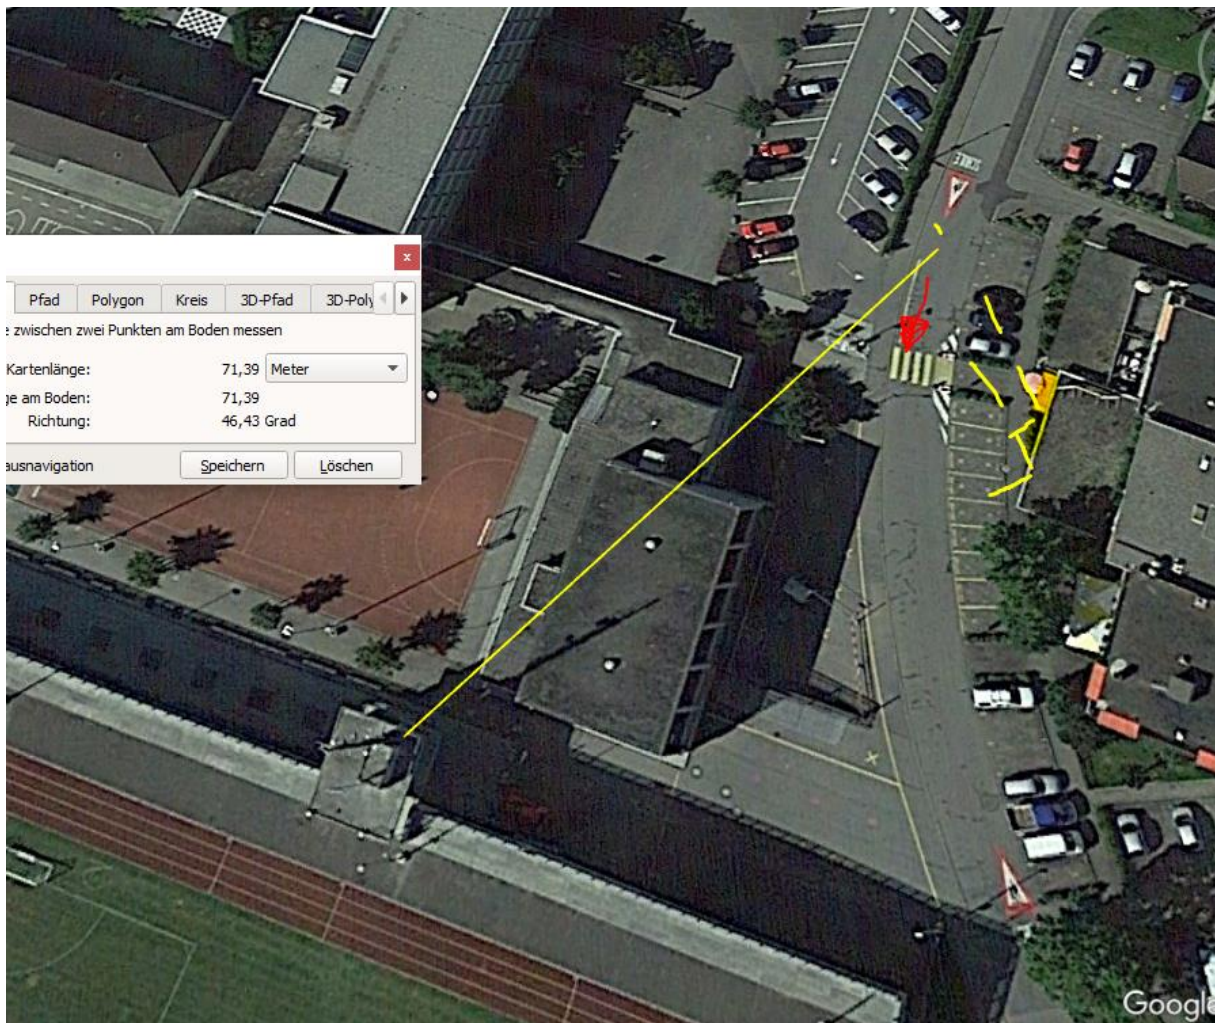 x
Pfad Polygon Kreis 3D-Pfad 3D-Poly
e zwischen zwei Punkten am Boden messen
Kartenlänge: 71,39 Meter
ge am Boden: 71,39
Richtung: 46,43 Grad
ausnavigation Speichern Löschen
Google